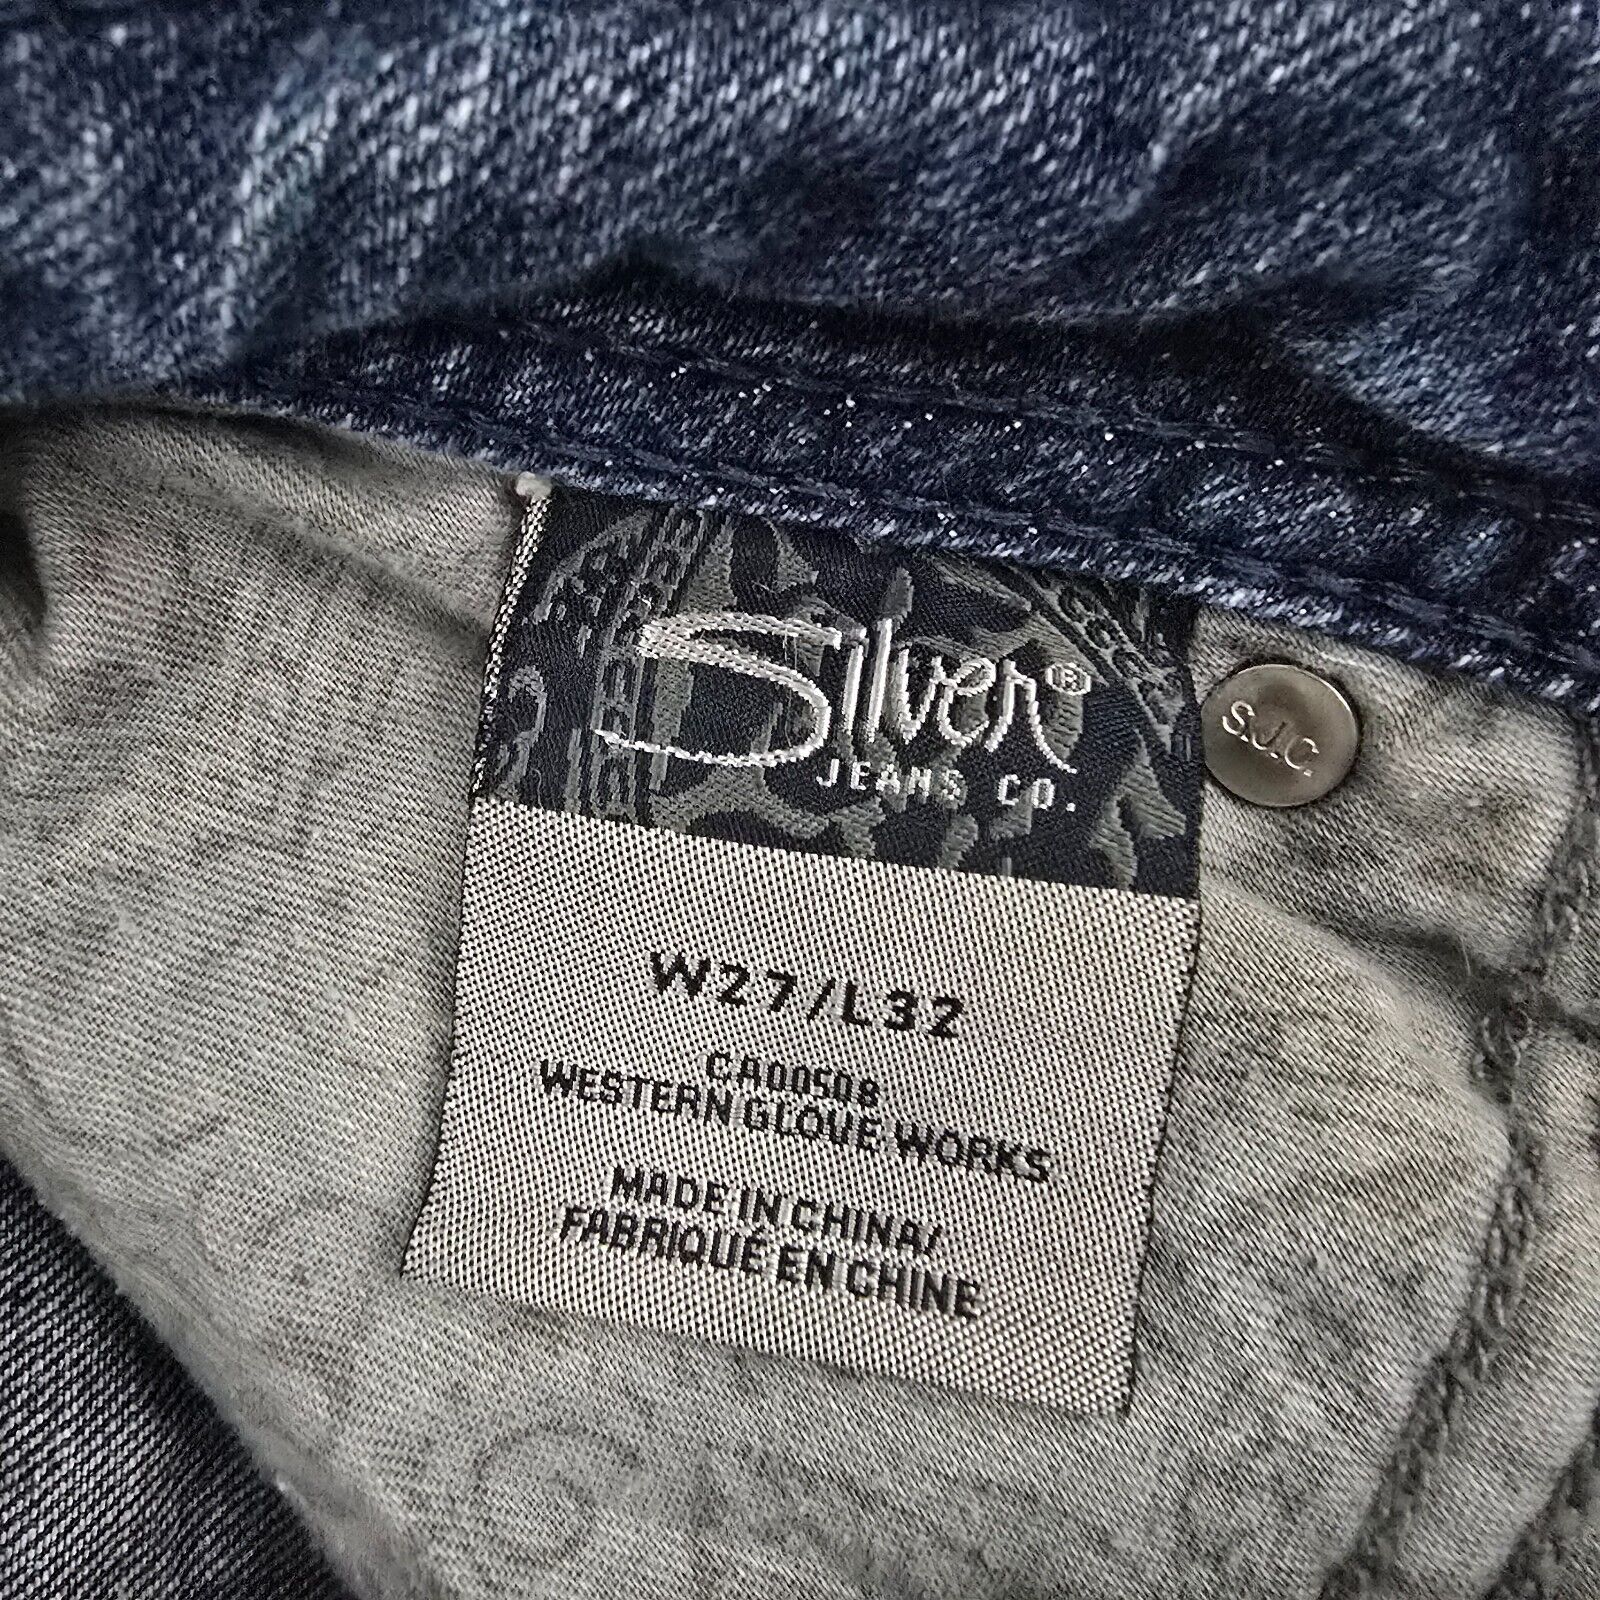 Silver®
JEANS CO.
S.J.C.
W27/L32
CA00508
WESTERN GLOVE WORKS
MADE IN CHINA/
FABRIQUÉ EN CHINE